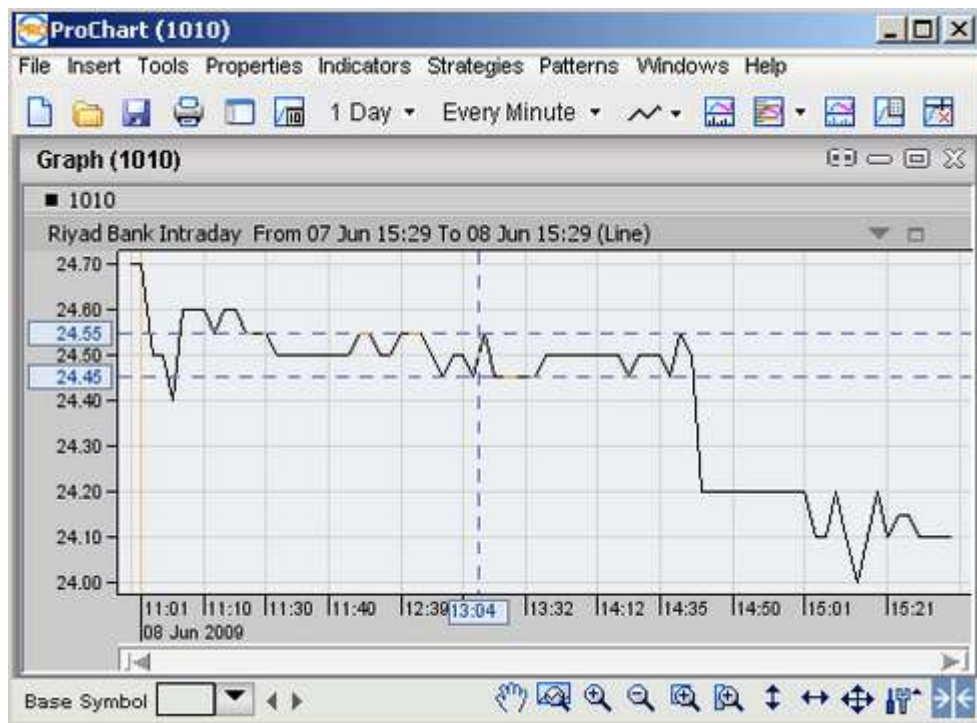 ProChart (1010)
File Insert Tools Properties Indicators Strategies Patterns Windows Help
1 Day Every Minute
Graph (1010)
1010
Riyad Bank Intraday From 07 Jun 15:29 To 08 Jun 15:29 (Line)
24.70
24.60
24.55
24.50
24.45
24.40
24.30
24.20
24.10
24.00
11:01 11:10 11:30 11:40 12:39 13:04 13:32 14:12 14:35 14:50 15:01 15:21
08 Jun 2009
Base Symbol